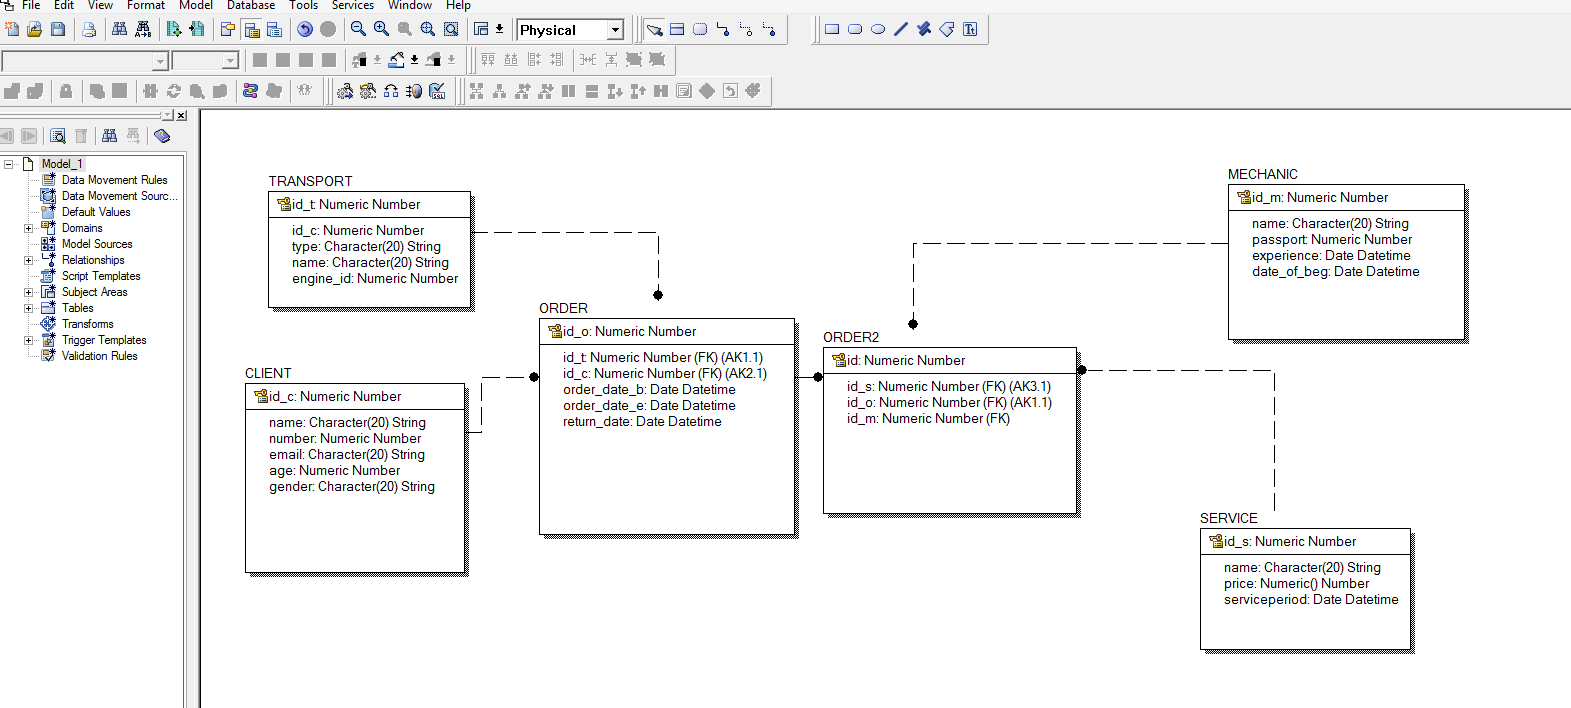 File Edit View Format Model Database Tools Services Window Help
Physical
Model_1
Data Movement Rules
Data Movement Sourc...
Default Values
Domains
Model Sources
Relationships
Script Templates
Subject Areas
Tables
Transforms
Trigger Templates
Validation Rules
TRANSPORT
id_t: Numeric Number
id_c: Numeric Number
type: Character(20) String
name: Character(20) String
engine_id: Numeric Number
CLIENT
id_c: Numeric Number
name: Character(20) String
number: Numeric Number
email: Character(20) String
age: Numeric Number
gender: Character(20) String
ORDER
id_o: Numeric Number
id_t: Numeric Number (FK) (AK1.1)
id_c: Numeric Number (FK) (AK2.1)
order_date_b: Date Datetime
order_date_e: Date Datetime
return_date: Date Datetime
ORDER2
id: Numeric Number
id_s: Numeric Number (FK) (AK3.1)
id_o: Numeric Number (FK) (AK1.1)
id_m: Numeric Number (FK)
MECHANIC
id_m: Numeric Number
name: Character(20) String
passport: Numeric Number
experience: Date Datetime
date_of_beg: Date Datetime
SERVICE
id_s: Numeric Number
name: Character(20) String
price: Numeric() Number
serviceperiod: Date Datetime